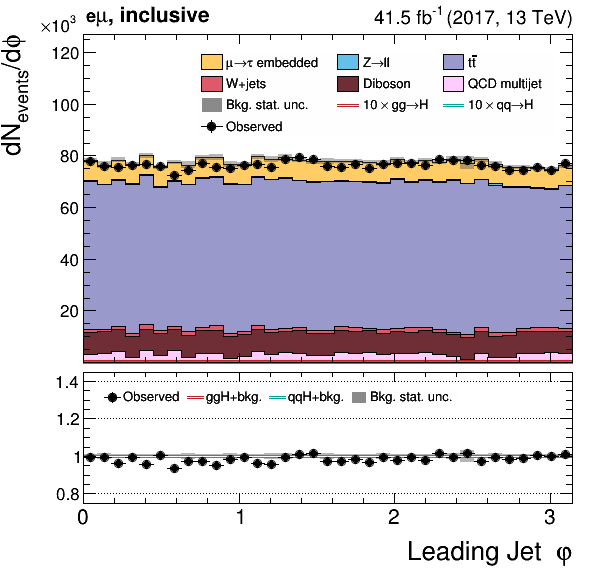 ×10³ eμ, inclusive 41.5 fb⁻¹ (2017, 13 TeV)
dN_events/dφ
μ→τ embedded Z→ll tt̄
W+jets Diboson QCD multijet
Bkg. stat. unc. 10 × gg→H 10 × qq→H
Observed
120
100
80
60
40
20
1.4
Observed ggH+bkg. qqH+bkg. Bkg. stat. unc.
1.2
1
0.8
0 1 2 3
Leading Jet φ